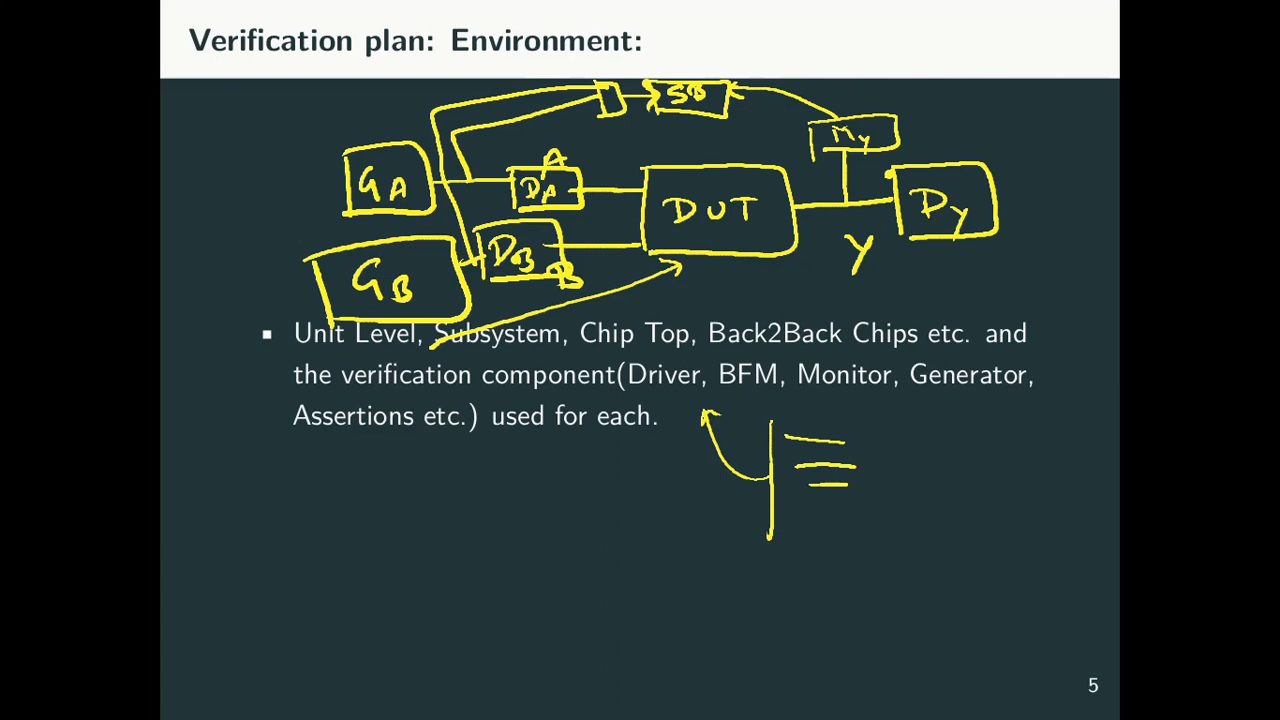 Verification plan: Environment:
SB
My
GA
A
DA
DUT
Dy
GB
DB
B
Y
▪ Unit Level, Subsystem, Chip Top, Back2Back Chips etc. and
the verification component(Driver, BFM, Monitor, Generator,
Assertions etc.) used for each.
5